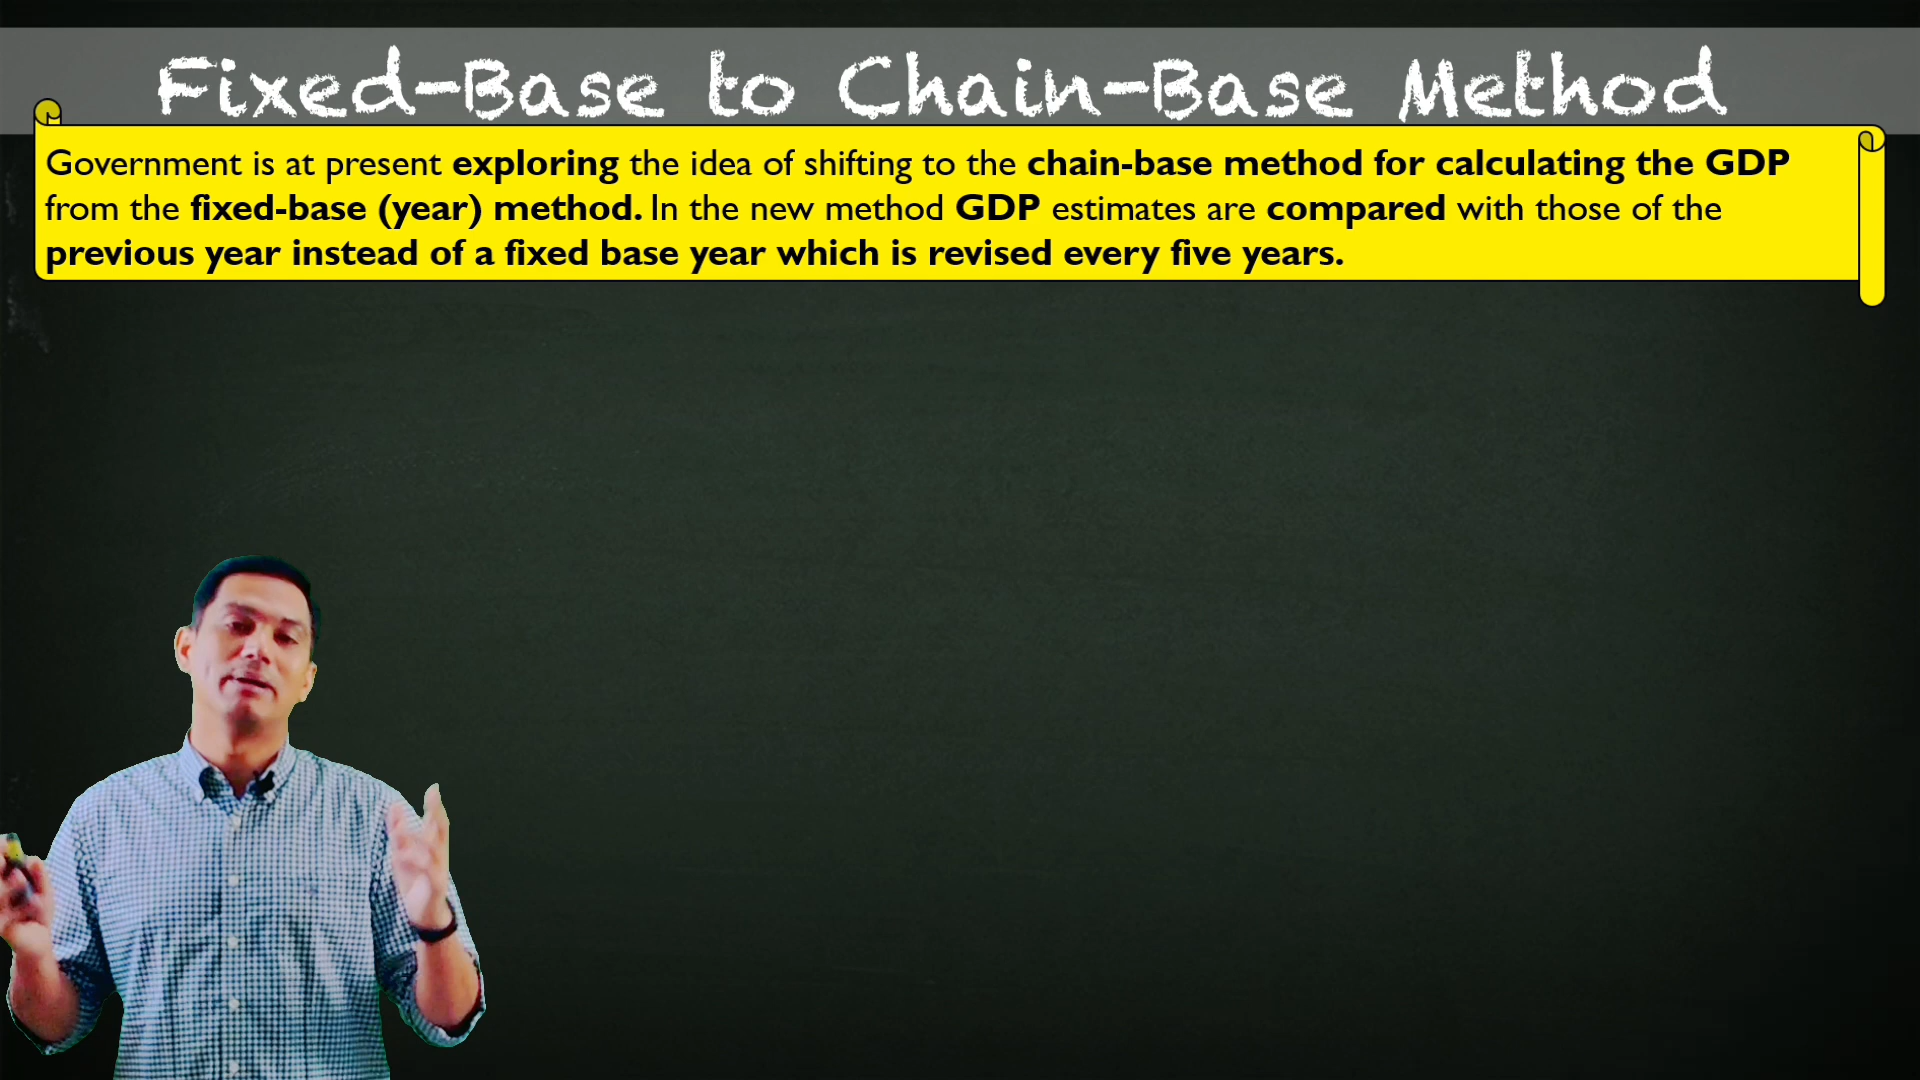 Fixed-Base to Chain-Base Method
Government is at present exploring the idea of shifting to the chain-base method for calculating the GDP
from the fixed-base (year) method. In the new method GDP estimates are compared with those of the
previous year instead of a fixed base year which is revised every five years.